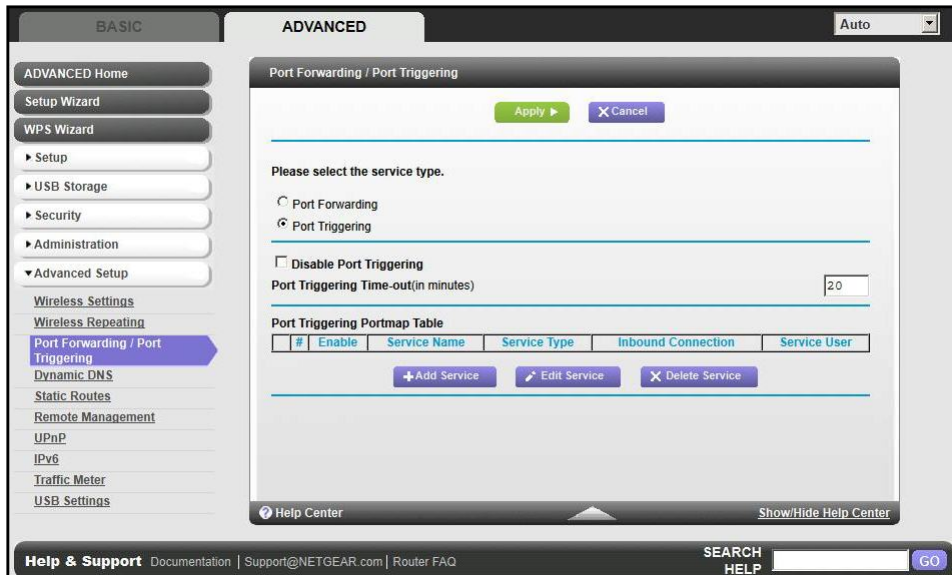 BASIC
ADVANCED
Auto
ADVANCED Home
Setup Wizard
WPS Wizard
Setup
USB Storage
Security
Administration
Advanced Setup
Wireless Settings
Wireless Repeating
Port Forwarding / Port
Triggering
Dynamic DNS
Static Routes
Remote Management
UPnP
IPv6
Traffic Meter
USB Settings
Port Forwarding / Port Triggering
Apply
Cancel
Please select the service type.
Port Forwarding
Port Triggering
Disable Port Triggering
Port Triggering Time-out(in minutes)
20
Port Triggering Portmap Table
# Enable Service Name Service Type Inbound Connection Service User
Add Service Edit Service Delete Service
Help Center
Show/Hide Help Center
Help & Support Documentation | Support@NETGEAR.com | Router FAQ
SEARCH
HELP
GO